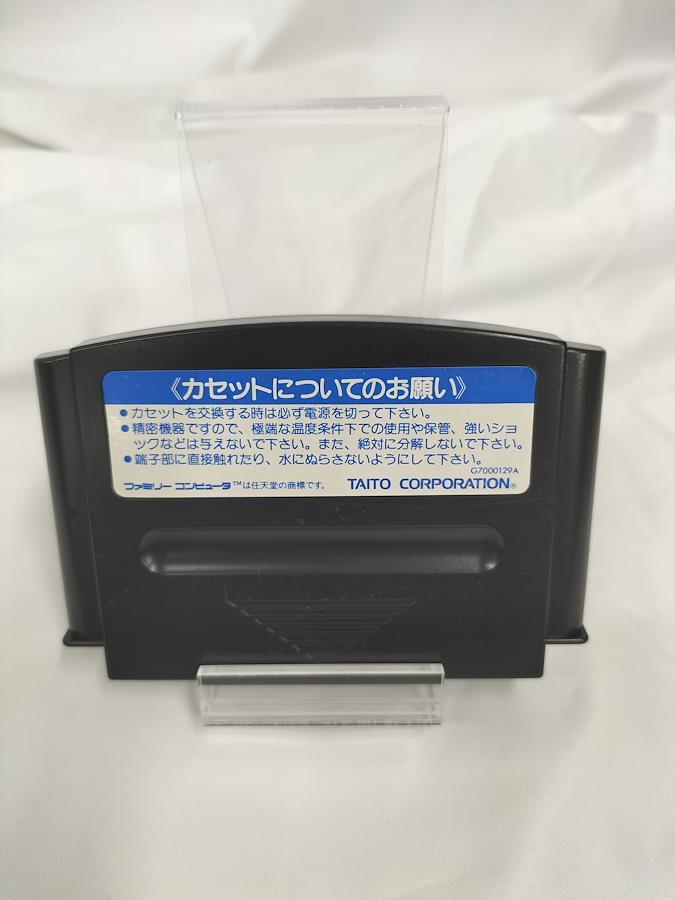 《カセットについてのお願い》
●カセットを交換する時は必ず電源を切って下さい。
●精密機器ですので、極端な温度条件下での使用や保管、強いショ
ックなどは与えないで下さい。また、絶対に分解しないで下さい。
●端子部に直接触れたり、水にぬらさないようにして下さい。
G7000129A
ファミリー コンピュータ™は任天堂の商標です。 TAITO CORPORATION®